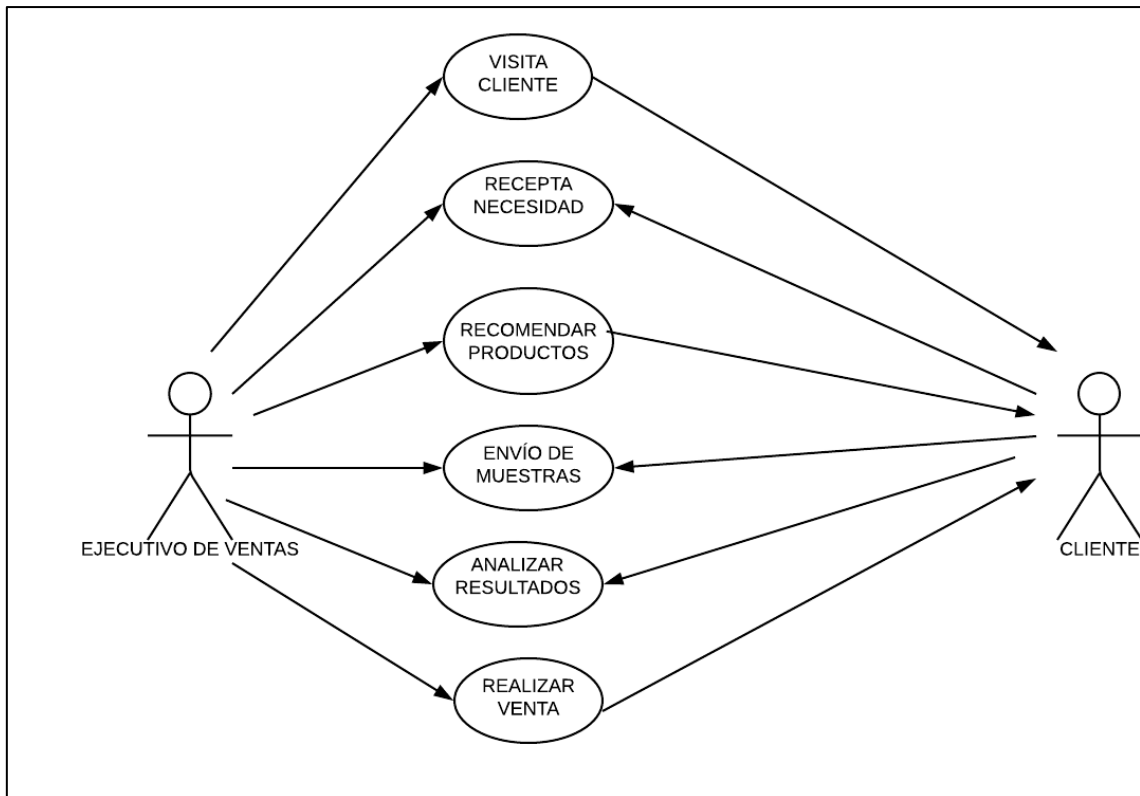 VISITA
CLIENTE
RECEPTA
NECESIDAD
RECOMENDAR
PRODUCTOS
ENVÍO DE
MUESTRAS
EJECUTIVO DE VENTAS
CLIENTE
ANALIZAR
RESULTADOS
REALIZAR
VENTA